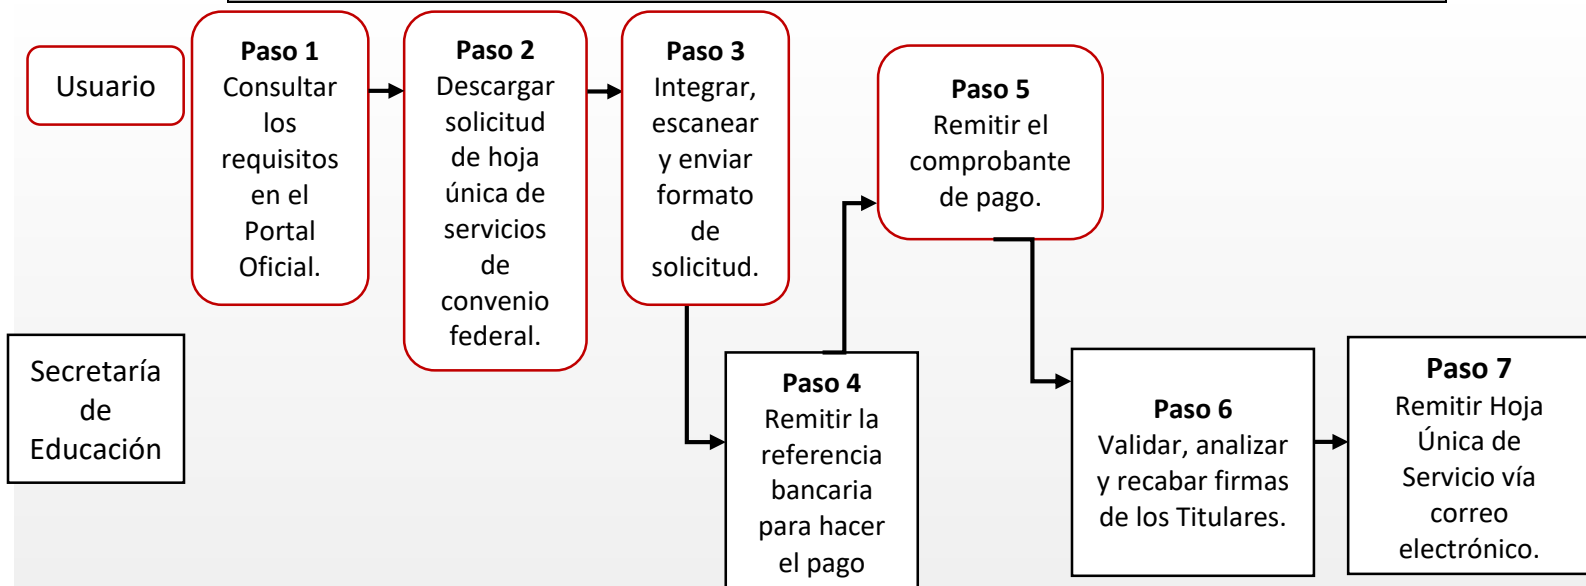 Usuario
Paso 1
Consultar
los
requisitos
en el
Portal
Oficial.
Paso 2
Descargar
solicitud
de hoja
única de
servicios
de
convenio
federal.
Paso 3
Integrar,
escanear
y enviar
formato
de
solicitud.
Paso 5
Remitir el
comprobante
de pago.
Secretaría
de
Educación
Paso 4
Remitir la
referencia
bancaria
para hacer
el pago
Paso 6
Validar, analizar
y recabar firmas
de los Titulares.
Paso 7
Remitir Hoja
Única de
Servicio vía
correo
electrónico.